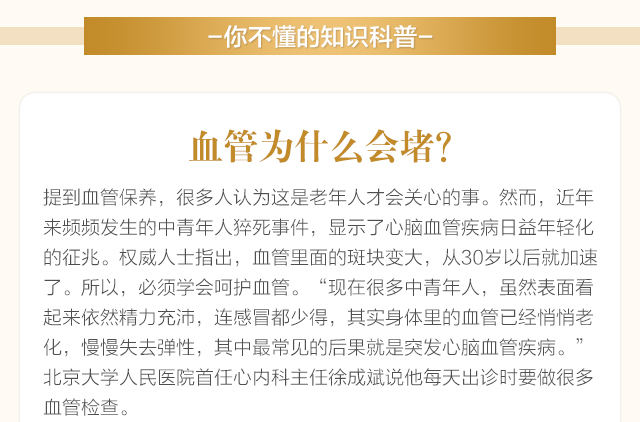 –你不懂的知识科普–
血管为什么会堵?
提到血管保养，很多人认为这是老年人才会关心的事。然而，近年
来频频发生的中青年人猝死事件，显示了心脑血管疾病日益年轻化
的征兆。权威人士指出，血管里面的斑块变大，从30岁以后就加速
了。所以，必须学会呵护血管。“现在很多中青年人，虽然表面看
起来依然精力充沛，连感冒都少得，其实身体里的血管已经悄悄老
化，慢慢失去弹性，其中最常见的后果就是突发心脑血管疾病。”
北京大学人民医院首任心内科主任徐成斌说他每天出诊时要做很多
血管检查。